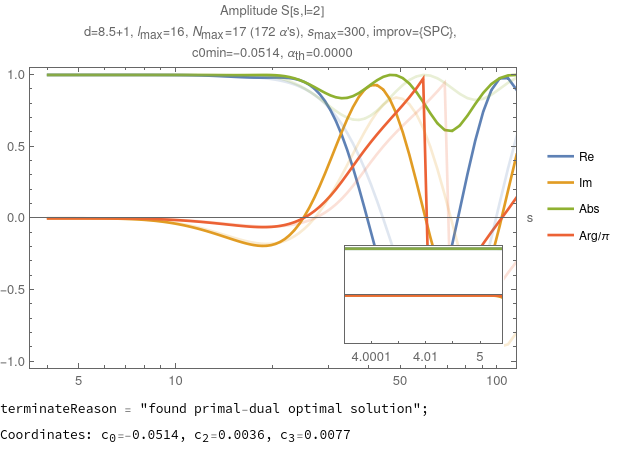 Amplitude S[s,l=2]
d=8.5+1, lmax=16, Nmax=17 (172 α's), smax=300, improv={SPC},
c0min=-0.0514, αth=0.0000
1.0
0.5
0.0
-0.5
-1.0
s
Re
Im
Abs
Arg/π
4.0001 4.01 5
5 10 50 100
terminateReason = "found primal-dual optimal solution";
Coordinates: c0=-0.0514, c2=0.0036, c3=0.0077